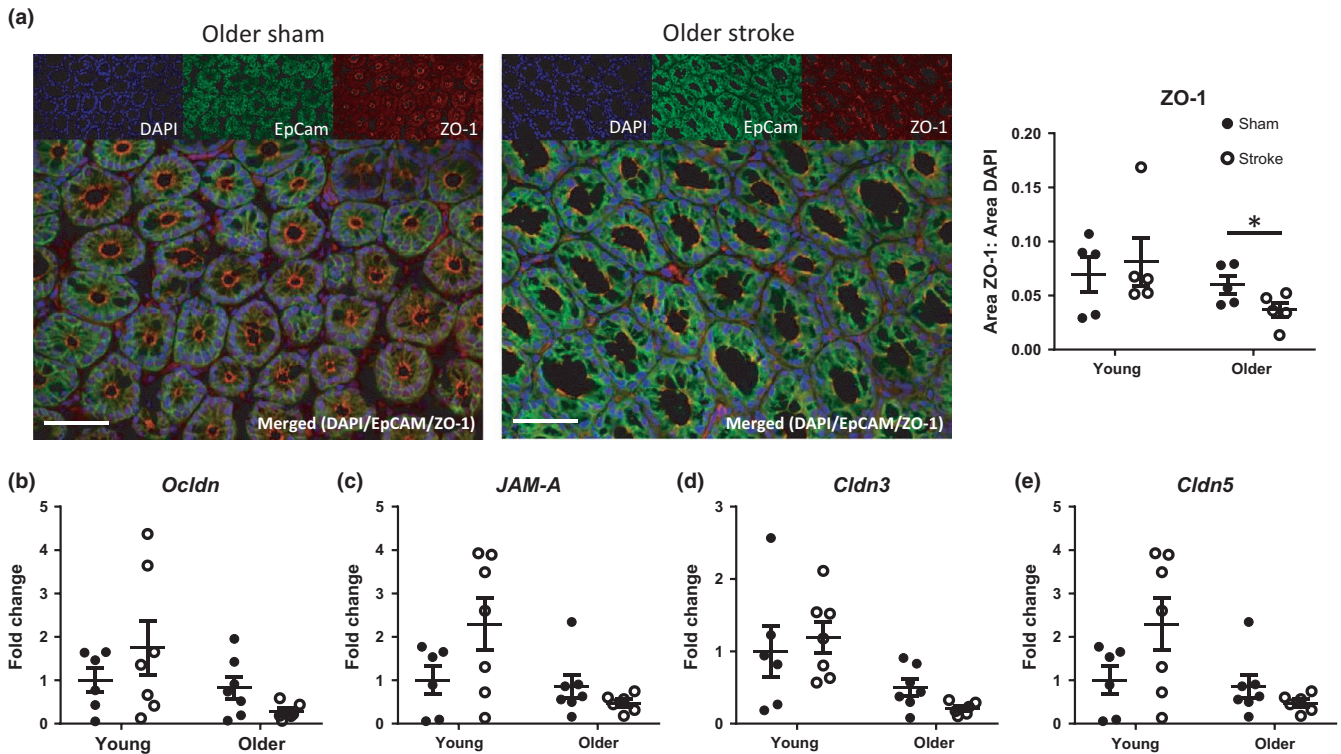 (a)
Older sham
DAPI
EpCam
ZO-1
Merged (DAPI/EpCAM/ZO-1)
Older stroke
DAPI
EpCam
ZO-1
Merged (DAPI/EpCAM/ZO-1)
ZO-1
Sham
Stroke
Area ZO-1: Area DAPI
0.20
0.15
0.10
0.05
0.00
*
Young
Older
(b)
Ocldn
Fold change
5
4
3
2
1
0
Young
Older
(c)
JAM-A
Fold change
5
4
3
2
1
0
Young
Older
(d)
Cldn3
Fold change
3
2
1
0
Young
Older
(e)
Cldn5
Fold change
5
4
3
2
1
0
Young
Older